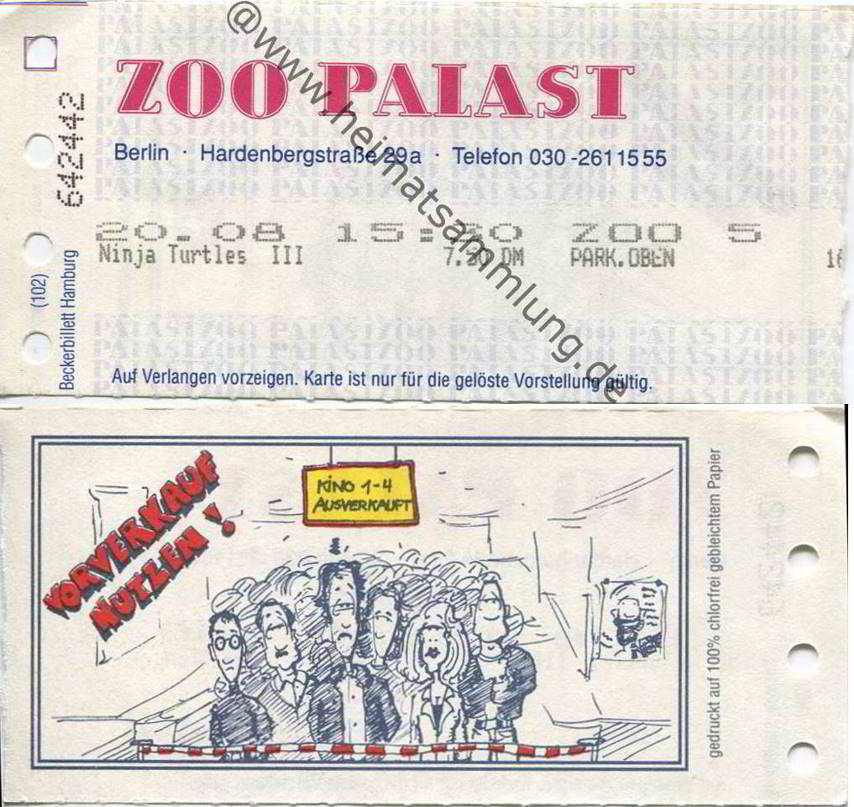 ZOO PALAST
Berlin · Hardenbergstraße 29a · Telefon 030-2611555
642442
20.08 15:30 ZOO 5
Ninja Turtles III 7.50 DM PARK.OBEN
(102)
Beckerbillett Hamburg
Auf Verlangen vorzeigen. Karte ist nur für die gelöste Vorstellung gültig.
@www.heimatsammlung.de
VORVERKAUF
NUTZEN!
KINO 1-4
AUSVERKAUFT
gedruckt auf 100% chlorfrei gebleichtem Papier